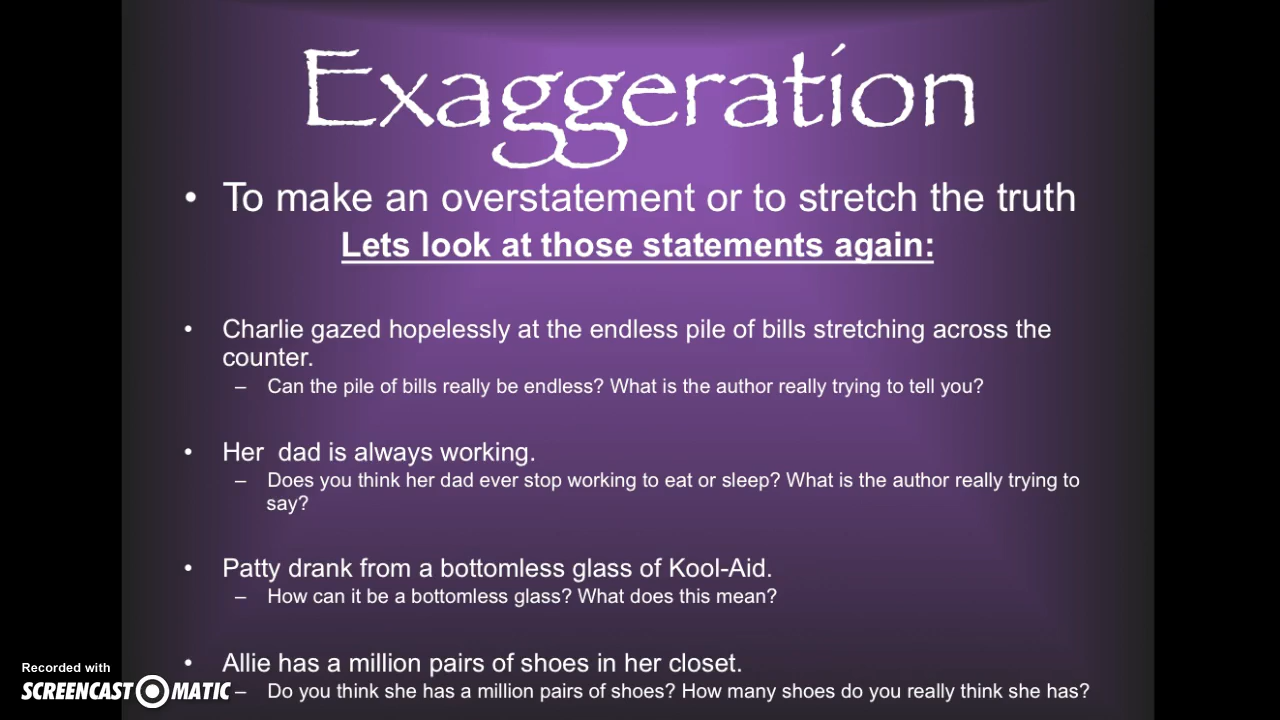 Exaggeration
• To make an overstatement or to stretch the truth
Lets look at those statements again:
• Charlie gazed hopelessly at the endless pile of bills stretching across the
counter.
– Can the pile of bills really be endless? What is the author really trying to tell you?
• Her  dad is always working.
– Does you think her dad ever stop working to eat or sleep? What is the author really trying to
say?
• Patty drank from a bottomless glass of Kool-Aid.
– How can it be a bottomless glass? What does this mean?
• Allie has a million pairs of shoes in her closet.
– Do you think she has a million pairs of shoes? How many shoes do you really think she has?
Recorded with
SCREENCAST-O-MATIC